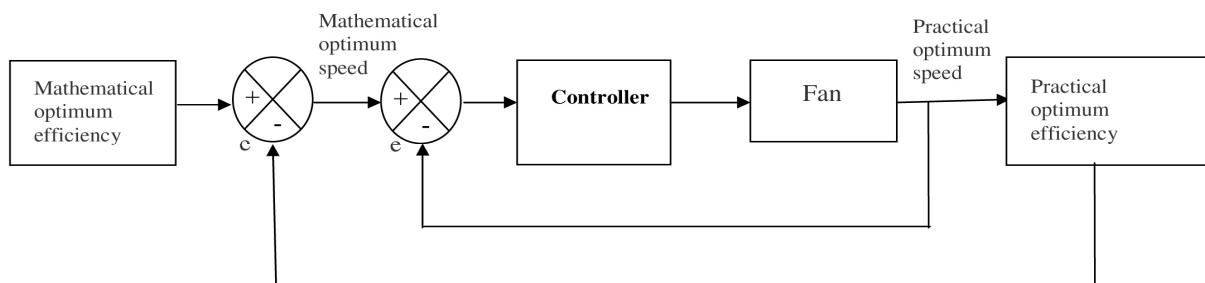 Mathematical
optimum
efficiency
+
-
c
Mathematical
optimum
speed
+
-
e
Controller
Fan
Practical
optimum
speed
Practical
optimum
efficiency